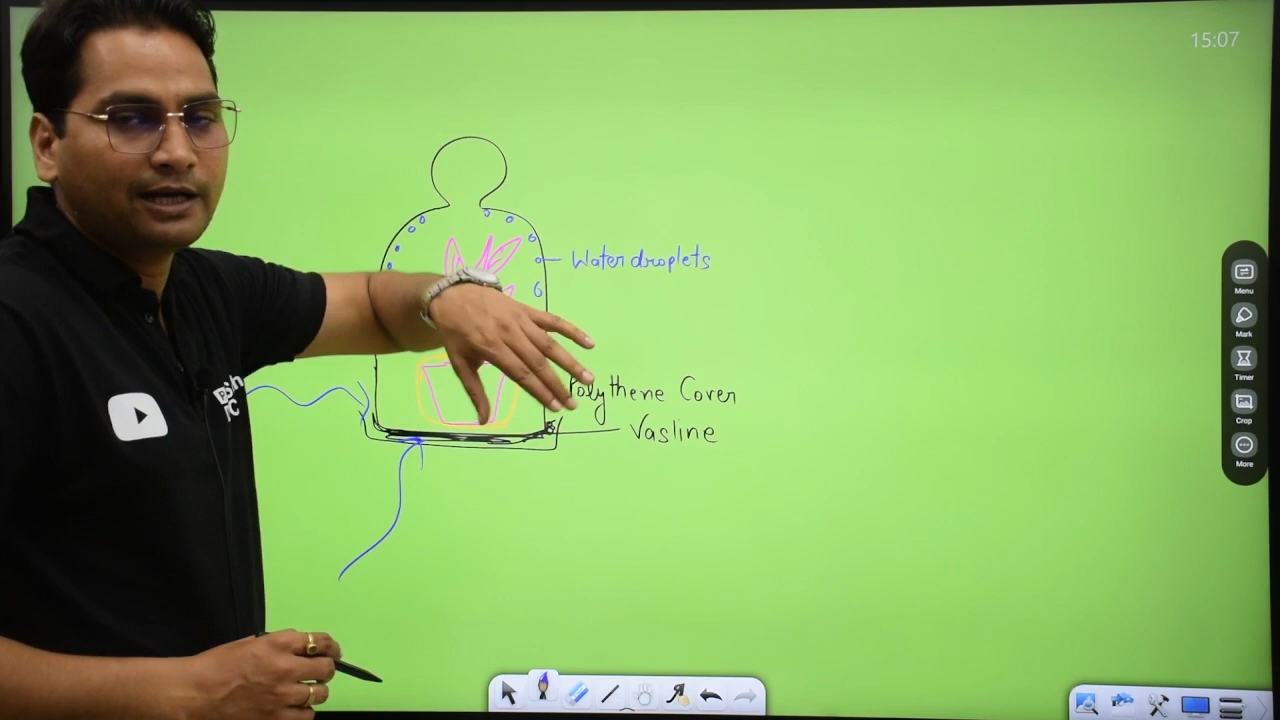 15:07
Water droplets
Polythene Cover
Vasline
Menu
Mark
Timer
Crop
More